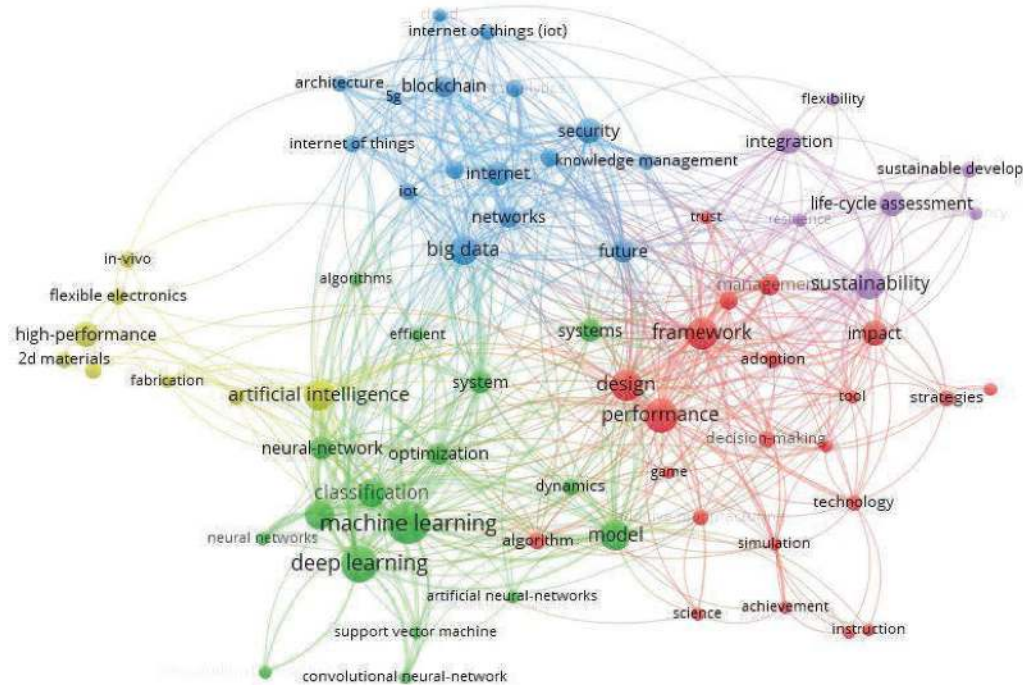 cloud
internet of things (iot)
architecture
5g
blockchain
flexibility
security
integration
internet of things
internet
knowledge management
sustainable develop
iot
life-cycle assessment
networks
trust
resilience
big data
future
in-vivo
algorithms
management
sustainability
flexible electronics
high-performance
efficient
systems
framework
impact
2d materials
adoption
fabrication
system
design
artificial intelligence
tool
strategies
performance
neural-network
optimization
decision-making
game
classification
dynamics
technology
machine learning
neural networks
algorithm
model
simulation
deep learning
artificial neural-networks
science
achievement
support vector machine
instruction
convolutional neural-network